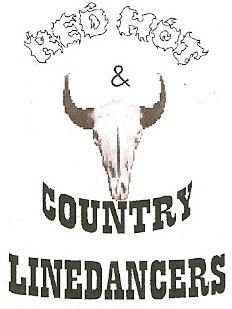 RED HOT
&
COUNTRY
LINEDANCERS